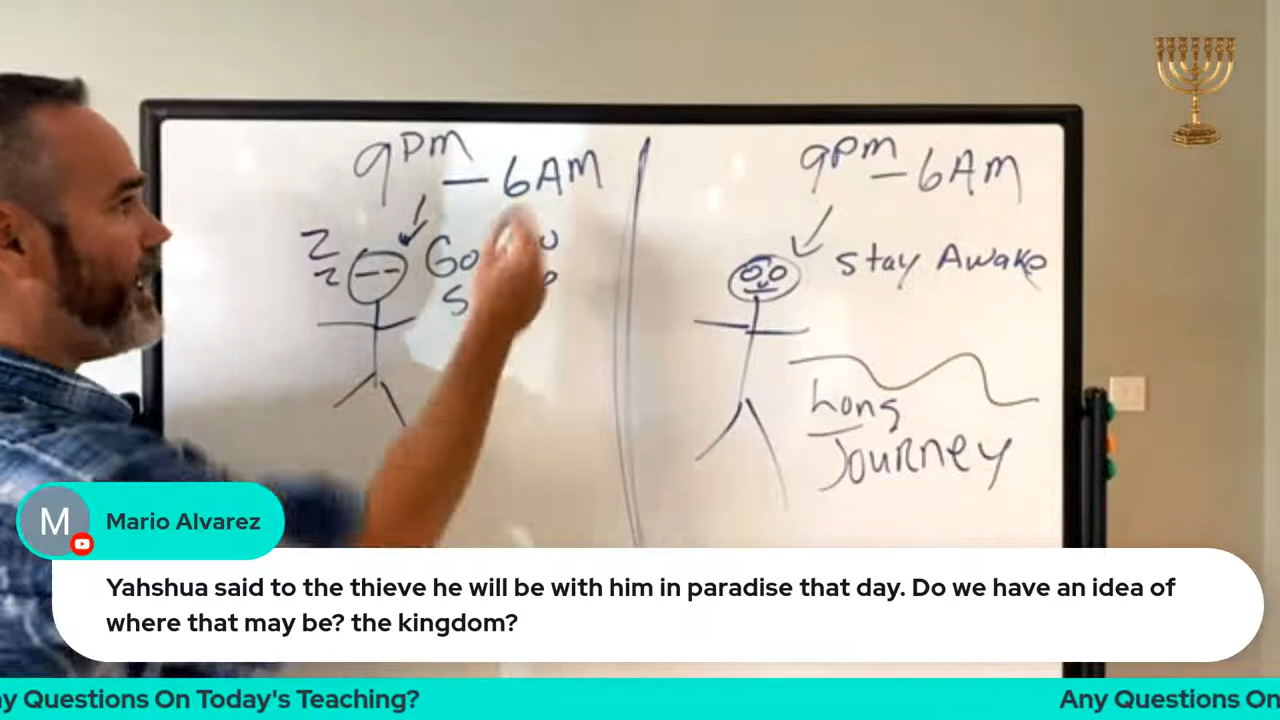 9PM - 6AM
Z
Z
9PM - 6AM
stay Awake
Long
Journey
M
Mario Alvarez
Yahshua said to the thieve he will be with him in paradise that day. Do we have an idea of
where that may be? the kingdom?
ny Questions On Today's Teaching?
Any Questions On